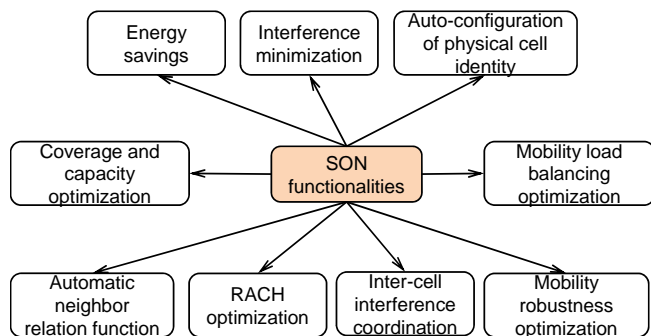 Energy
savings
Interference
minimization
Auto-configuration
of physical cell
identity
Coverage and
capacity
optimization
SON
functionalities
Mobility load
balancing
optimization
Automatic
neighbor
relation function
RACH
optimization
Inter-cell
interference
coordination
Mobility
robustness
optimization